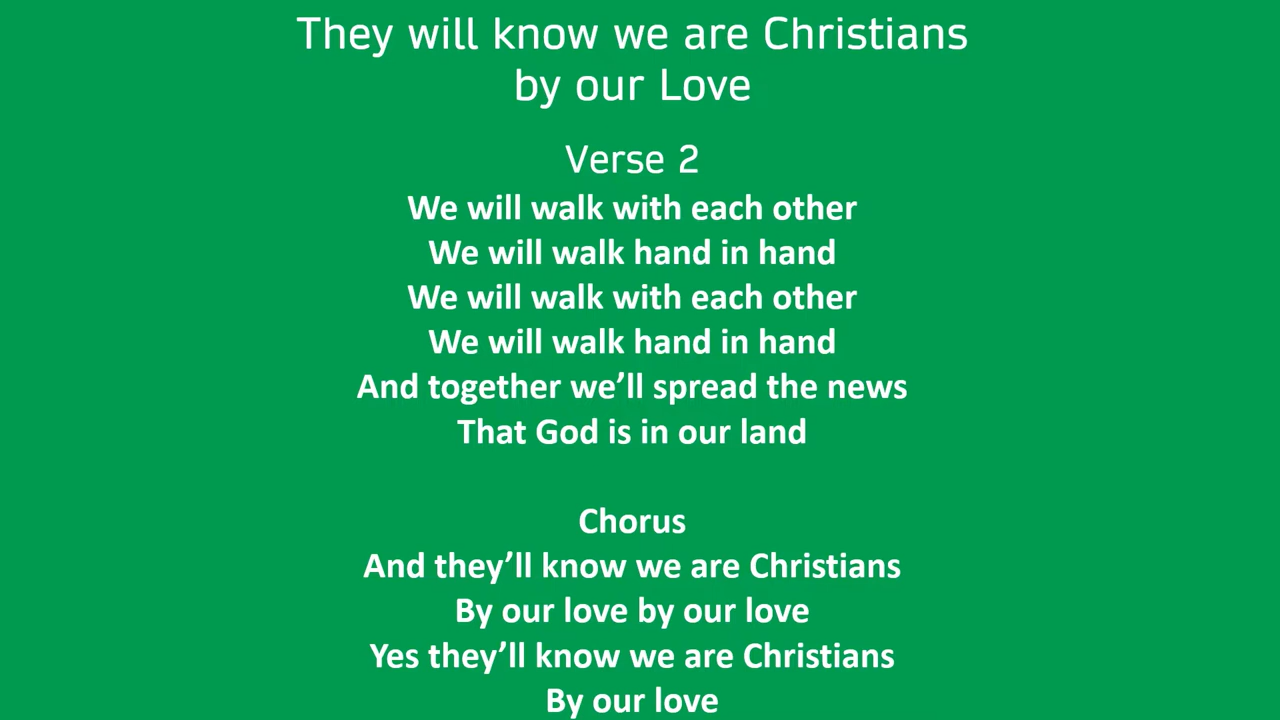 They will know we are Christians
by our Love
Verse 2
We will walk with each other
We will walk hand in hand
We will walk with each other
We will walk hand in hand
And together we’ll spread the news
That God is in our land
Chorus
And they’ll know we are Christians
By our love by our love
Yes they’ll know we are Christians
By our love